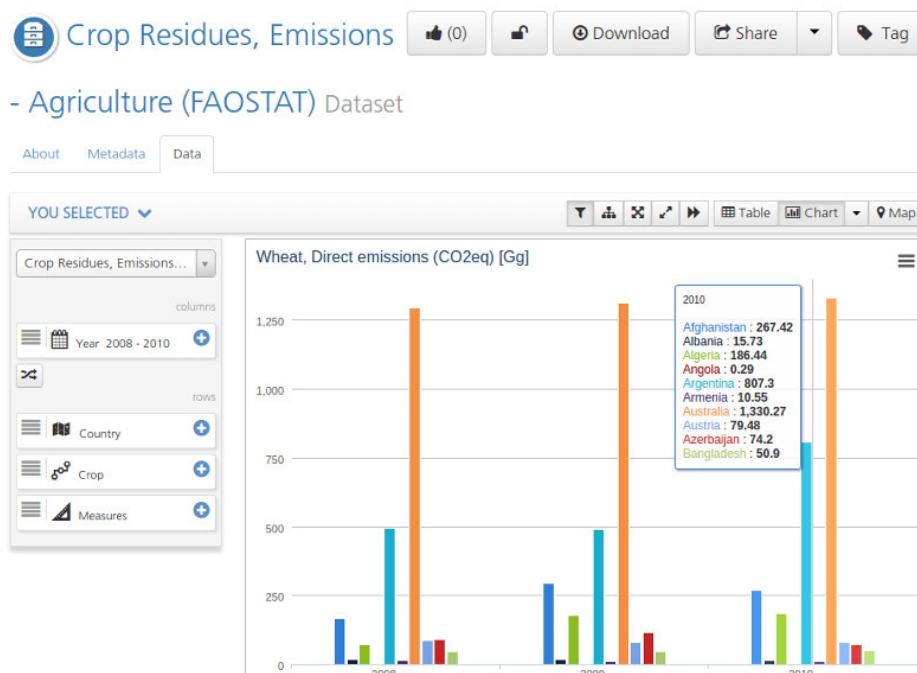 Crop Residues, Emissions
(0)
Download
Share
Tag
- Agriculture (FAOSTAT) Dataset
About
Metadata
Data
YOU SELECTED
Table
Chart
Map
Crop Residues, Emissions...
columns
Year 2008 - 2010
rows
Country
Crop
Measures
Wheat, Direct emissions (CO2eq) [Gg]
1,250
1,000
750
500
250
0
2010
Afghanistan : 267.42
Albania : 15.73
Algeria : 186.44
Angola : 0.29
Argentina : 807.3
Armenia : 10.55
Australia : 1,330.27
Austria : 79.48
Azerbaijan : 74.2
Bangladesh : 50.9
2008
2009
2010